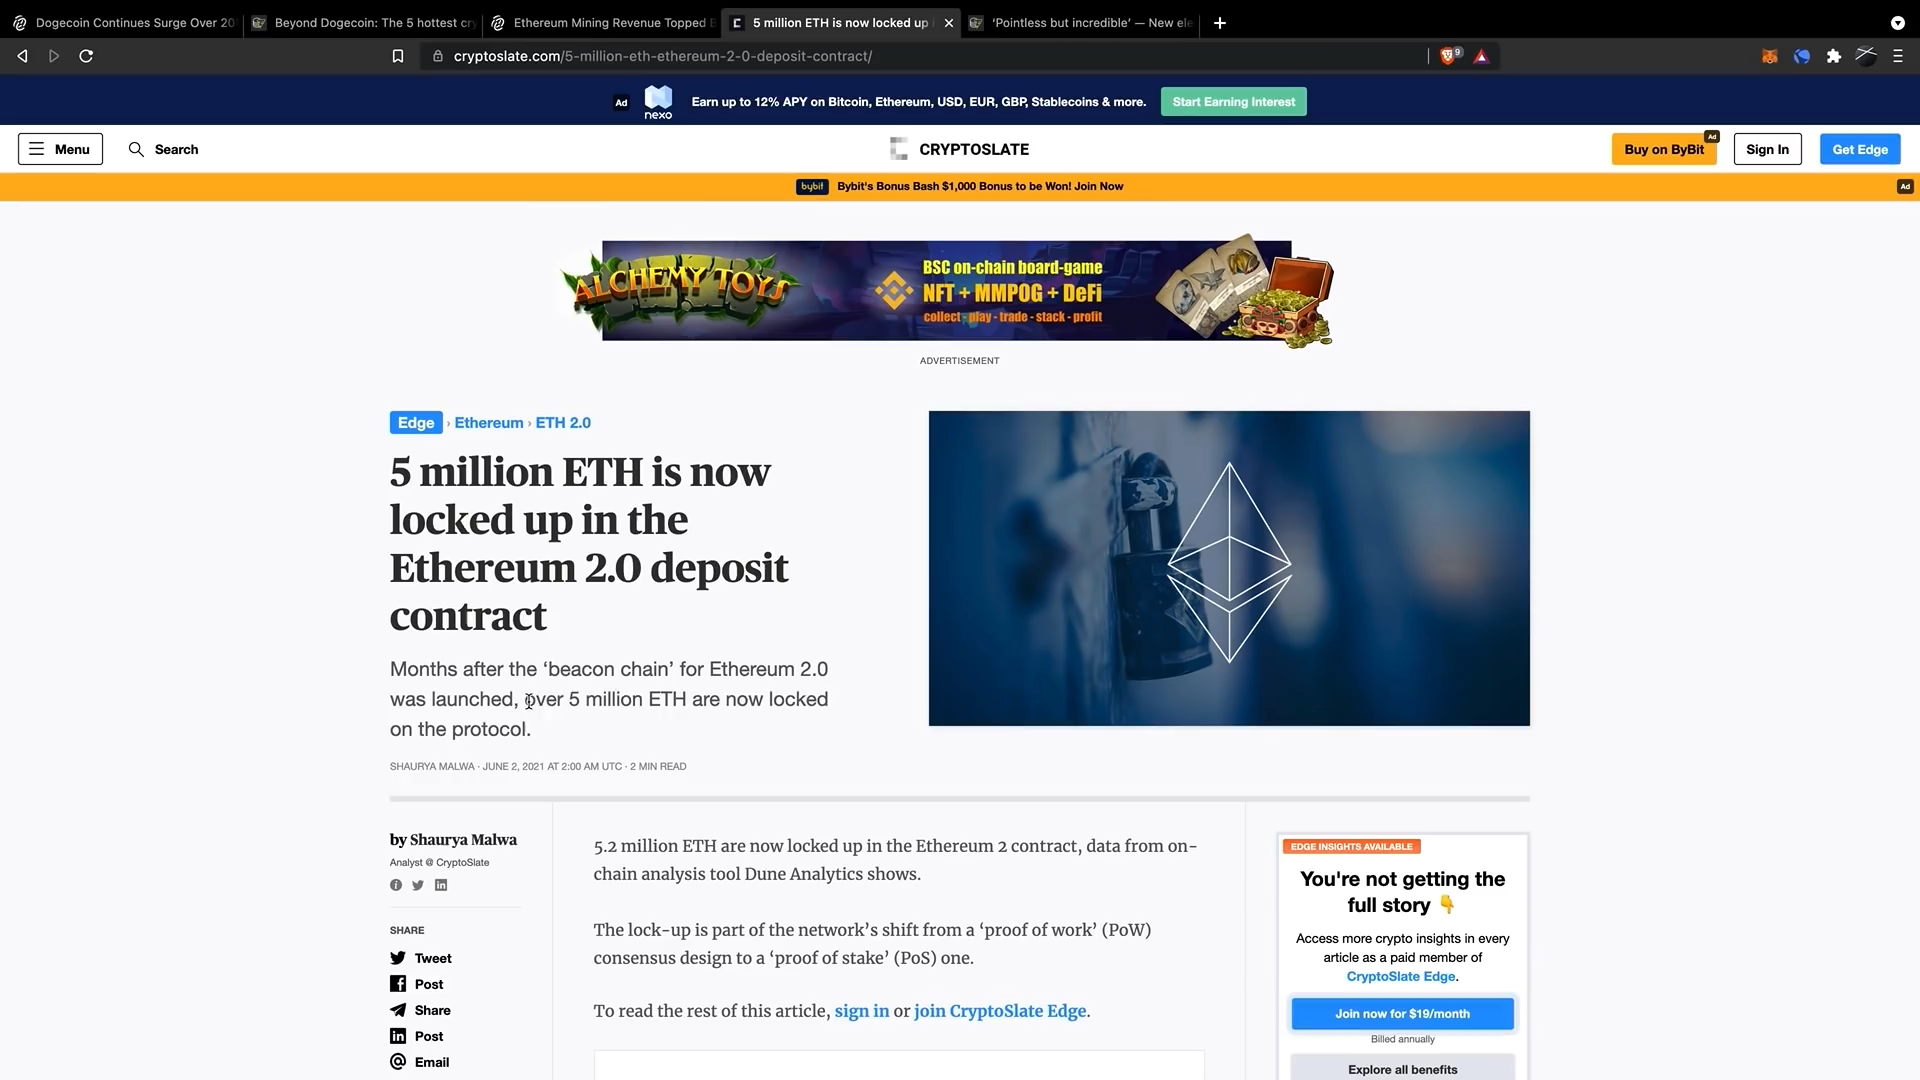 Dogecoin Continues Surge Over 20
Beyond Dogecoin: The 5 hottest cry
Ethereum Mining Revenue Topped B
5 million ETH is now locked up
'Pointless but incredible' — New ele
cryptoslate.com/5-million-eth-ethereum-2-0-deposit-contract/
9
Ad
nexo
Earn up to 12% APY on Bitcoin, Ethereum, USD, EUR, GBP, Stablecoins & more.
Start Earning Interest
Menu
Search
CRYPTOSLATE
Buy on ByBit
Ad
Sign In
Get Edge
bybit
Bybit's Bonus Bash $1,000 Bonus to be Won! Join Now
Ad
ALCHEMY TOYS
BSC on-chain board-game
NFT + MMPOG + DeFi
collect - play - trade - stack - profit
ADVERTISEMENT
Edge › Ethereum › ETH 2.0
5 million ETH is now
locked up in the
Ethereum 2.0 deposit
contract
Months after the ‘beacon chain’ for Ethereum 2.0
was launched, over 5 million ETH are now locked
on the protocol.
SHAURYA MALWA · JUNE 2, 2021 AT 2:00 AM UTC · 2 MIN READ
by Shaurya Malwa
Analyst @ CryptoSlate
SHARE
Tweet
Post
Share
Post
Email
5.2 million ETH are now locked up in the Ethereum 2 contract, data from on-
chain analysis tool Dune Analytics shows.
The lock-up is part of the network’s shift from a ‘proof of work’ (PoW)
consensus design to a ‘proof of stake’ (PoS) one.
To read the rest of this article, sign in or join CryptoSlate Edge.
EDGE INSIGHTS AVAILABLE
You're not getting the
full story 👇
Access more crypto insights in every
article as a paid member of
CryptoSlate Edge.
Join now for $19/month
Billed annually
Explore all benefits